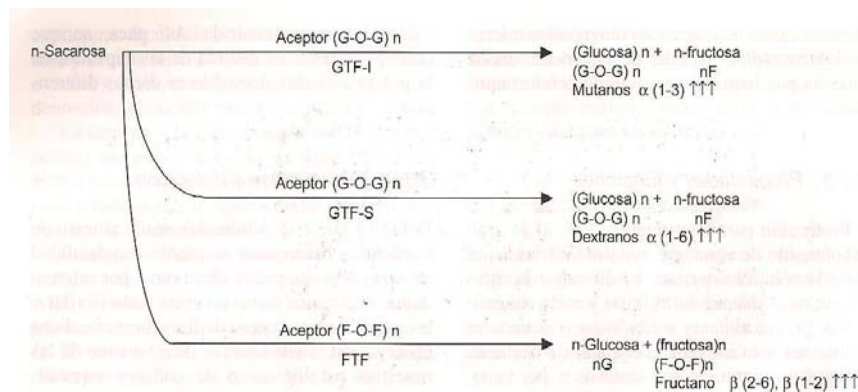 n-Sacarosa
Aceptor (G-O-G) n
GTF-I
(Glucosa) n + n-fructosa
(G-O-G) n nF
Mutanos α (1-3) ↑↑↑
Aceptor (G-O-G) n
GTF-S
(Glucosa) n + n-fructosa
(G-O-G) n nF
Dextranos α (1-6) ↑↑↑
Aceptor (F-O-F) n
FTF
n-Glucosa + (fructosa)n
nG (F-O-F)n
Fructano β (2-6), β (1-2) ↑↑↑